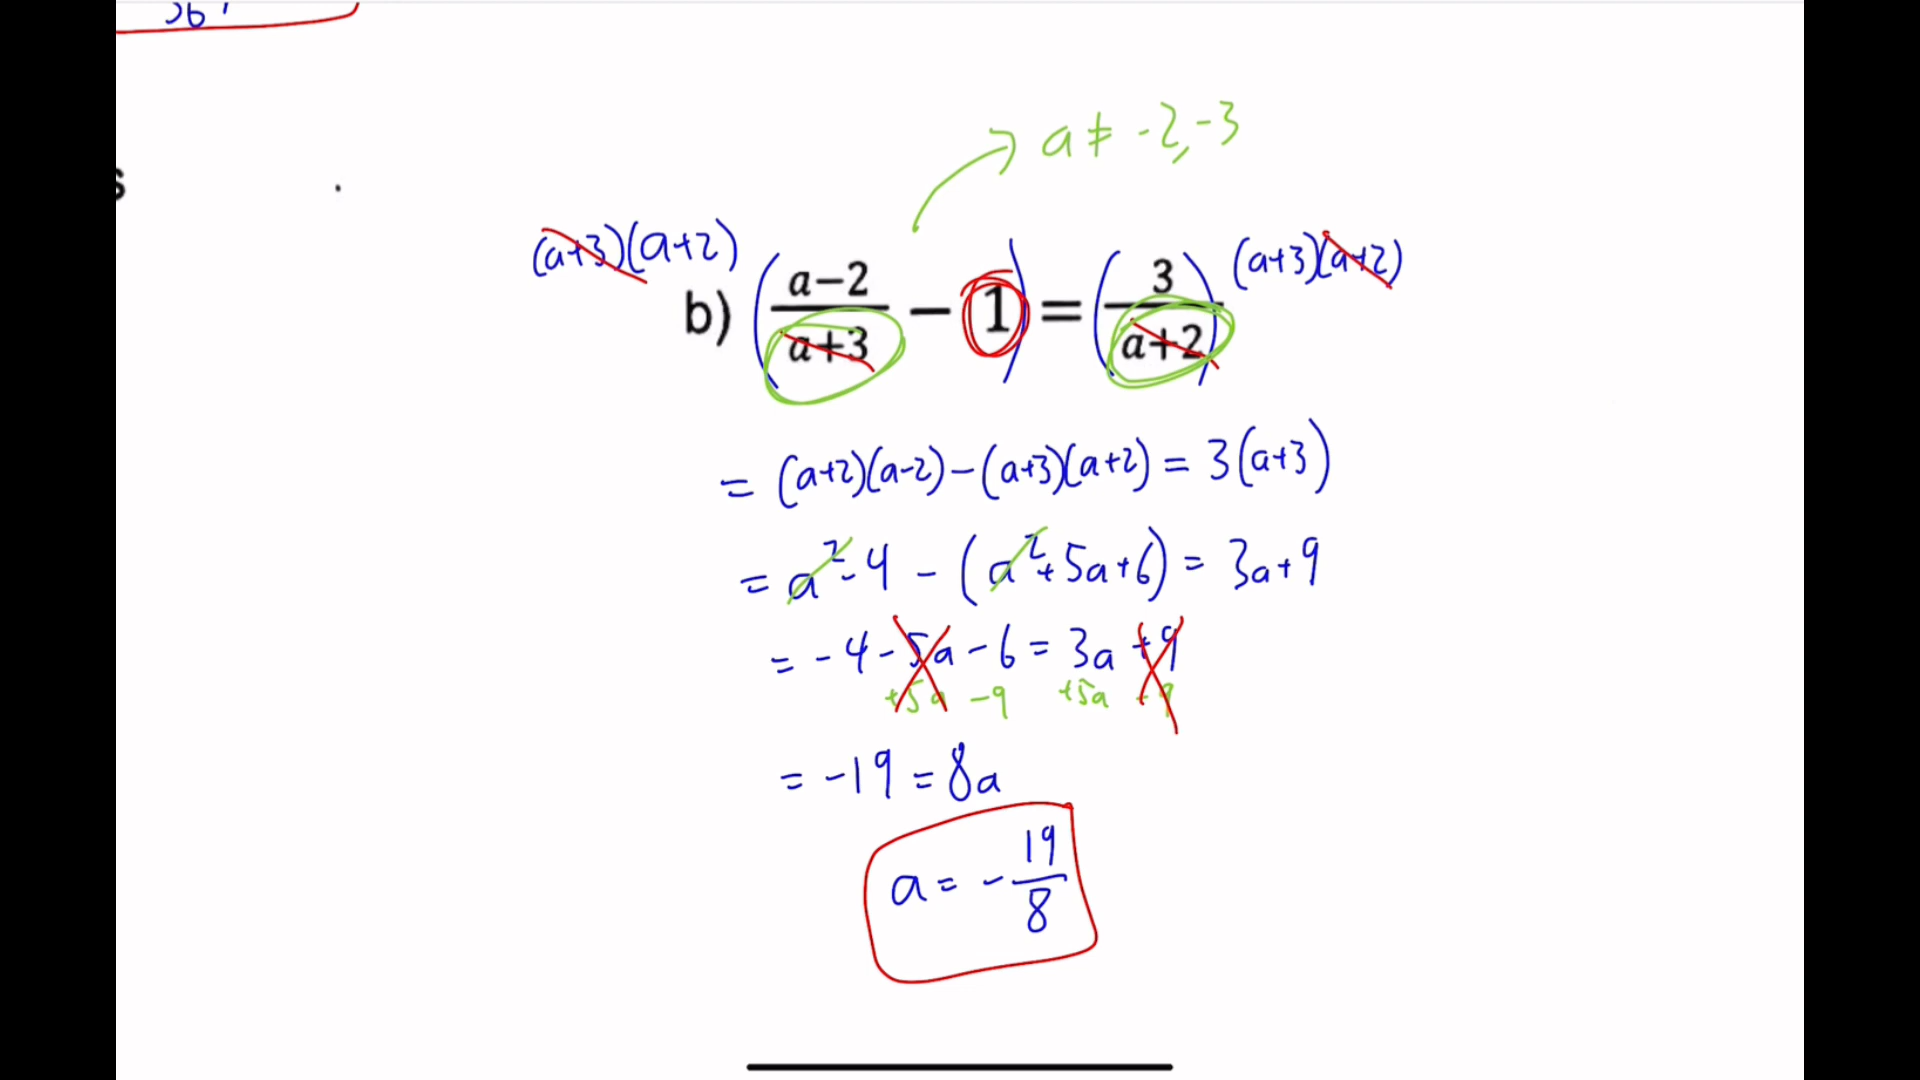 s
a ≠ -2, -3
(a+3)(a+2) (a+3)(a+2)
b) (a−2/a+3 − 1) = (3/a+2)
= (a+2)(a-2) - (a+3)(a+2) = 3(a+3)
= a² - 4 - (a² + 5a + 6) = 3a + 9
= -4 - 5a - 6 = 3a + 9
+5a -9 +5a -9
= -19 = 8a
a = - 19/8